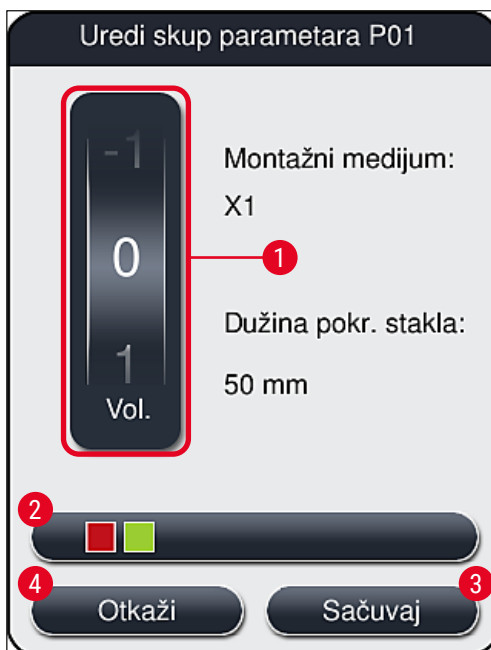 Uredi skup parametara P01
-1
0
1
Vol.
1
Montažni medijum:
X1
Dužina pokr. stakla:
50 mm
2
4
3
Otkaži
Sačuvaj